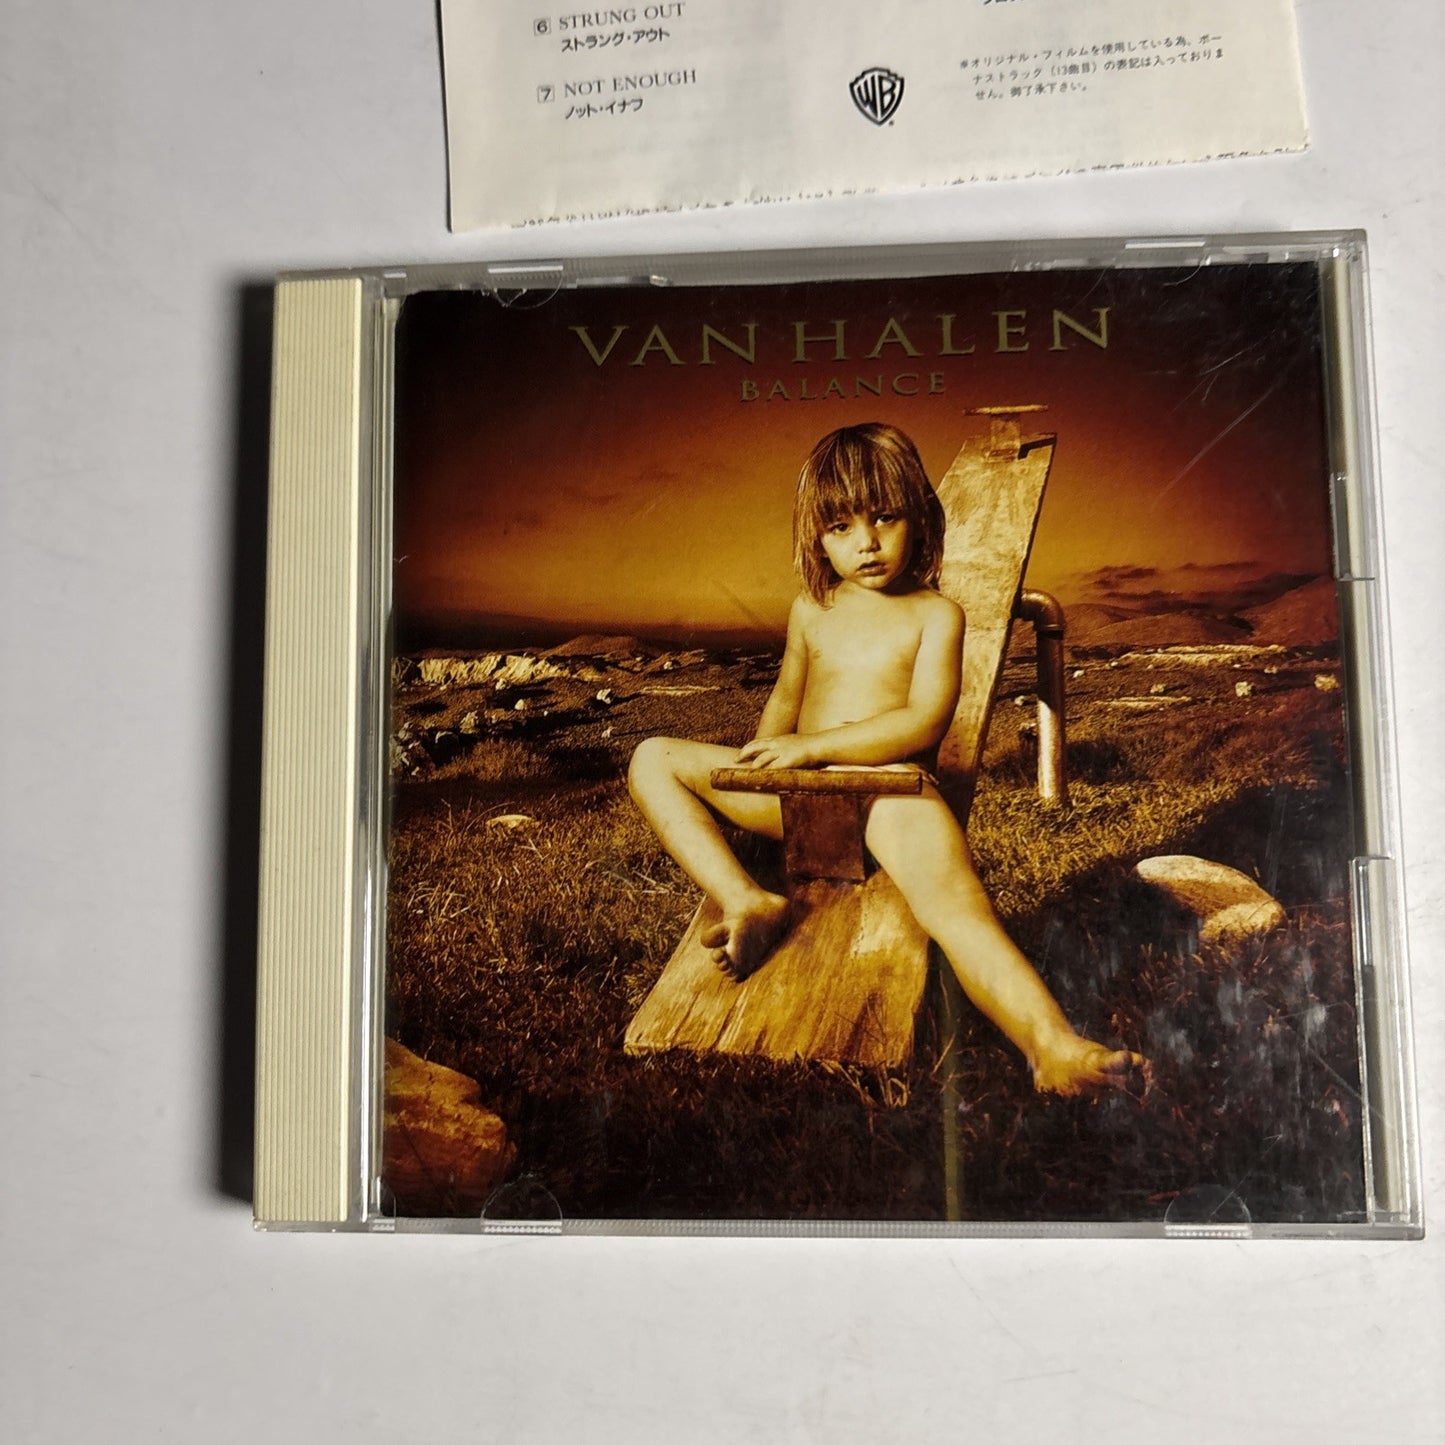 6 STRUNG OUT
ストラング・アウト
7 NOT ENOUGH
ノット・イナフ
WB
※オリジナル・フィルムを使用している為、ボー
ナストラック(13曲目)の表記は入っておりま
せん。御了承下さい。
VAN HALEN
BALANCE